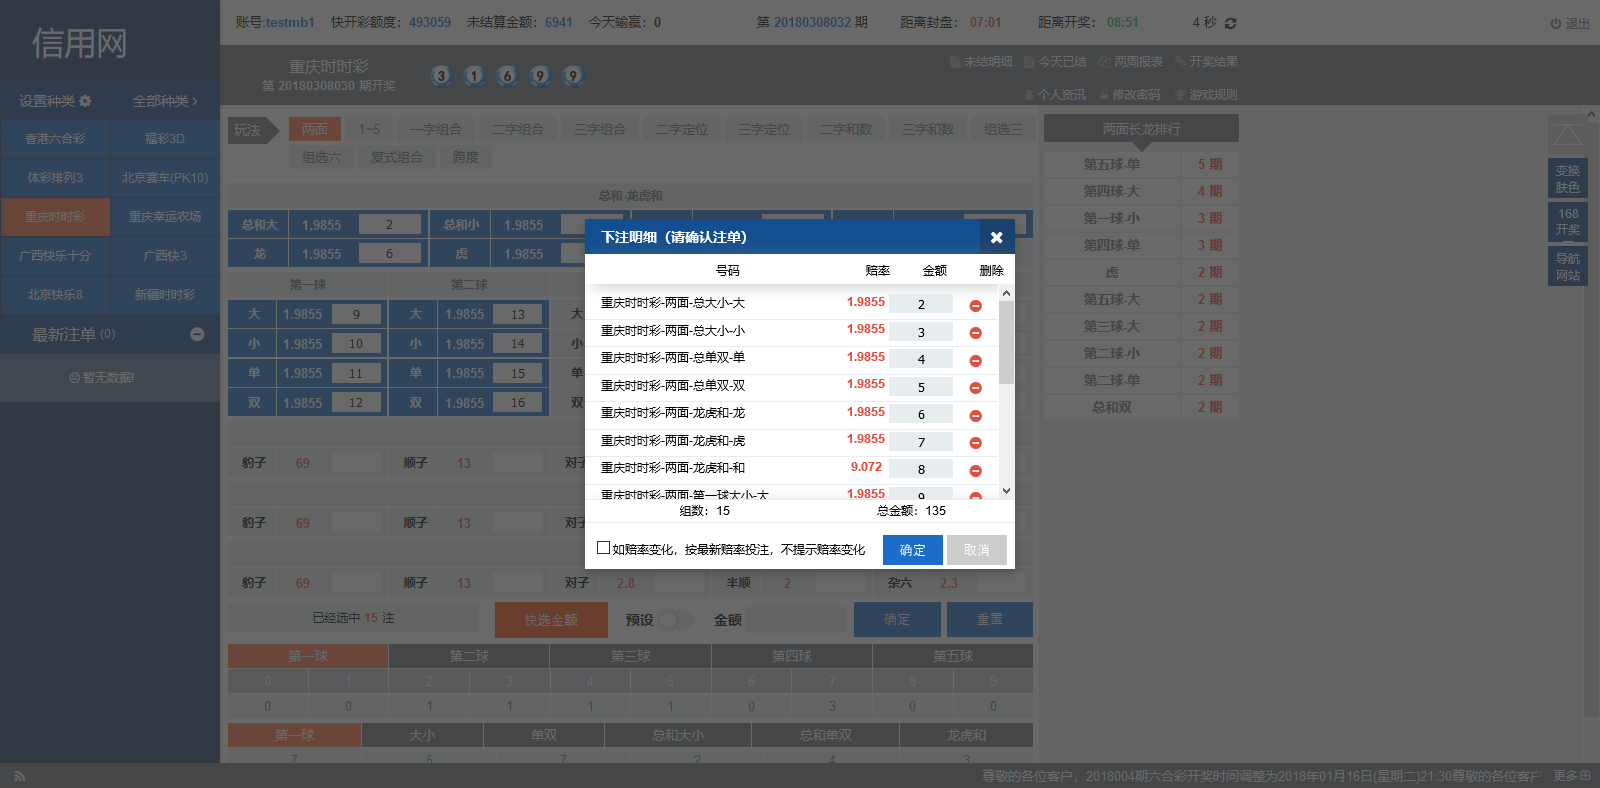 账号:testmb1 快开彩额度：493059 未结算金额：6941 今天输赢：0 第 20180308032 期 距离封盘： 07:01 距离开奖： 08:51 4 秒 退出
信用网
设置种类 全部种类
香港六合彩 福彩3D
体彩排列3 北京赛车(PK10)
重庆时时彩 重庆幸运农场
广西快乐十分 广西快3
北京快乐8 新疆时时彩
最新注单 (0)
暂无数据!
重庆时时彩
第 20180308030 期开奖
3 1 6 9 9
未结明细 今天已结 两周报表 开奖结果
个人资讯 修改密码 游戏规则
玩法 两面 1~5 一字组合 二字组合 三字组合 二字定位 三字定位 二字和数 三字和数 组选三
组选六 复式组合 跨度
总和-龙虎和
总和大 1.9855 2 总和小 1.9855
龙 1.9855 6 虎 1.9855
第一球 第二球
大 1.9855 9 大 1.9855 13 大
小 1.9855 10 小 1.9855 14 小
单 1.9855 11 单 1.9855 15 单
双 1.9855 12 双 1.9855 16 双
豹子 69 顺子 13 对子
豹子 69 顺子 13 对子
豹子 69 顺子 13 对子 2.8 半顺 2 杂六 2.3
已经选中 15 注 快选金额 预设 金额 确定 重置
第一球 第二球 第三球 第四球 第五球
0 1 2 3 4 5 6 7 8 9
0 0 1 1 1 1 0 3 0 0
第一球 大小 单双 总和大小 总和单双 龙虎和
7 5 7 2 4 3
下注明细（请确认注单）
号码 赔率 金额 删除
重庆时时彩-两面-总大小-大 1.9855 2
重庆时时彩-两面-总大小-小 1.9855 3
重庆时时彩-两面-总单双-单 1.9855 4
重庆时时彩-两面-总单双-双 1.9855 5
重庆时时彩-两面-龙虎和-龙 1.9855 6
重庆时时彩-两面-龙虎和-虎 1.9855 7
重庆时时彩-两面-龙虎和-和 9.072 8
重庆时时彩-两面-第一球大小-大 1.9855 9
组数：15 总金额：135
如赔率变化，按最新赔率投注，不提示赔率变化 确定 取消
两面长龙排行
第五球-单 5 期
第四球-大 4 期
第一球-小 3 期
第四球-单 3 期
虎 2 期
第五球-大 2 期
第三球-大 2 期
第二球-小 2 期
第二球-单 2 期
总和双 2 期
变换
肤色
168
开奖
导航
网站
尊敬的各位客户，2018004期六合彩开奖时间调整为2018年01月16日(星期二)21:30尊敬的各位客户 更多